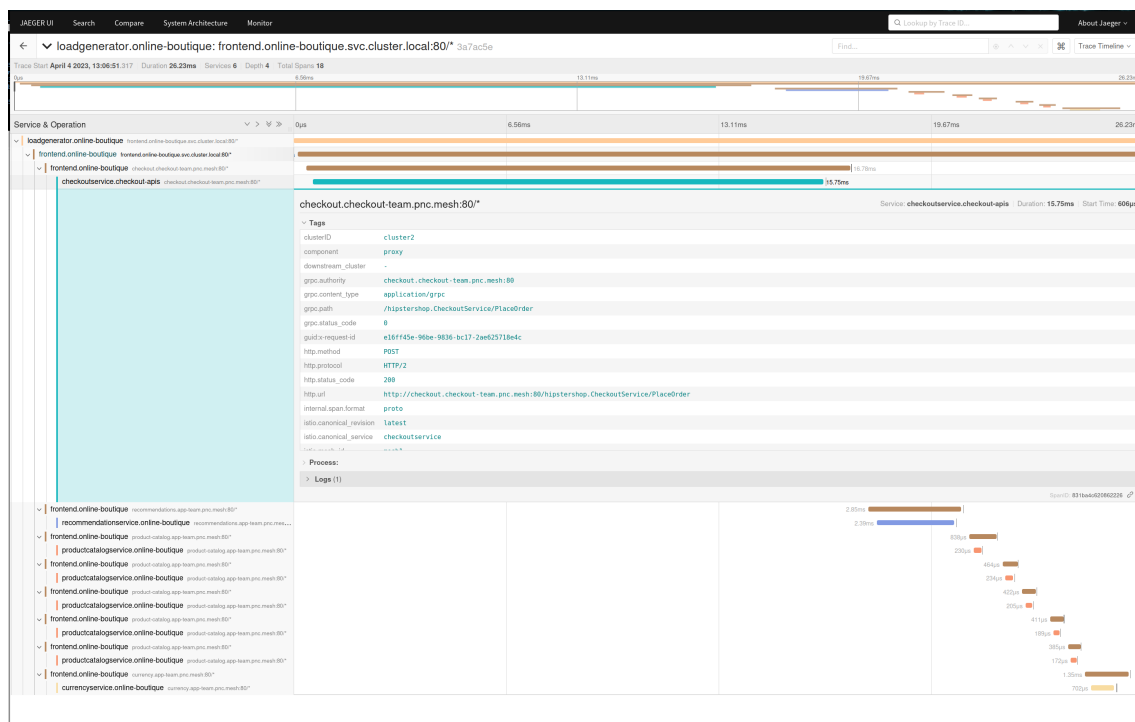 JAEGER UI Search Compare System Architecture Monitor Lookup by Trace ID... About Jaeger
loadgenerator.online-boutique: frontend.online-boutique.svc.cluster.local:80/* 3a7ac5e Find... Trace Timeline
Trace Start April 4 2023, 13:06:51.317 Duration 26.23ms Services 6 Depth 4 Total Spans 18
0μs 6.56ms 13.11ms 19.67ms 26.23
Service & Operation 0μs 6.56ms 13.11ms 19.67ms 26.23
loadgenerator.online-boutique frontend.online-boutique.svc.cluster.local:80/*
frontend.online-boutique frontend.online-boutique.svc.cluster.local:80/*
frontend.online-boutique checkout.checkout-team.pnc.mesh:80/* 16.78ms
checkoutservice.checkout-apis checkout.checkout-team.pnc.mesh:80/* 15.75ms
checkout.checkout-team.pnc.mesh:80/* Service: checkoutservice.checkout-apis Duration: 15.75ms Start Time: 606μs
Tags
clusterID cluster2
component proxy
downstream_cluster -
grpc.authority checkout.checkout-team.pnc.mesh:80
grpc.content_type application/grpc
grpc.path /hipstershop.CheckoutService/PlaceOrder
grpc.status_code 0
guid:x-request-id e16ff45e-96be-9836-bc17-2ae625718e4c
http.method POST
http.protocol HTTP/2
http.status_code 200
http.url http://checkout.checkout-team.pnc.mesh:80/hipstershop.CheckoutService/PlaceOrder
internal.span.format proto
istio.canonical_revision latest
istio.canonical_service checkoutservice
Process:
Logs (1)
SpanID: 831ba4c620862226
frontend.online-boutique recommendations.app-team.pnc.mesh:80/* 2.95ms
recommendationservice.online-boutique recommendations.app-team.pnc.mes... 2.39ms
frontend.online-boutique product-catalog.app-team.pnc.mesh:80/* 839μs
productcatalogservice.online-boutique product-catalog.app-team.pnc.mesh:80/* 230μs
frontend.online-boutique product-catalog.app-team.pnc.mesh:80/* 464μs
productcatalogservice.online-boutique product-catalog.app-team.pnc.mesh:80/* 234μs
frontend.online-boutique product-catalog.app-team.pnc.mesh:80/* 422μs
productcatalogservice.online-boutique product-catalog.app-team.pnc.mesh:80/* 205μs
frontend.online-boutique product-catalog.app-team.pnc.mesh:80/* 411μs
productcatalogservice.online-boutique product-catalog.app-team.pnc.mesh:80/* 189μs
frontend.online-boutique product-catalog.app-team.pnc.mesh:80/* 385μs
productcatalogservice.online-boutique product-catalog.app-team.pnc.mesh:80/* 172μs
frontend.online-boutique currency.app-team.pnc.mesh:80/* 1.35ms
currencyservice.online-boutique currency.app-team.pnc.mesh:80/* 702μs